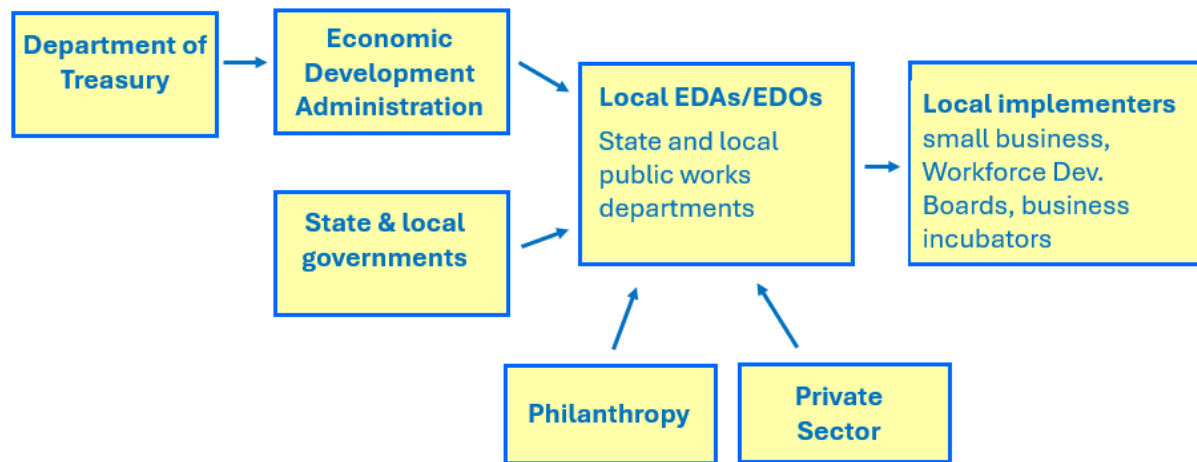 Department of
Treasury
Economic
Development
Administration
State & local
governments
Local EDAs/EDOs
State and local
public works
departments
Local implementers
small business,
Workforce Dev.
Boards, business
incubators
Philanthropy
Private
Sector